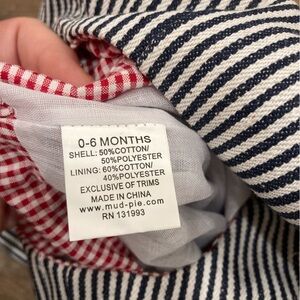 0-6 MONTHS
SHELL: 50%COTTON/
50%POLYESTER
LINING: 60%COTTON/
40%POLYESTER
EXCLUSIVE OF TRIMS
MADE IN CHINA
www.mud-pie.com
RN 131993